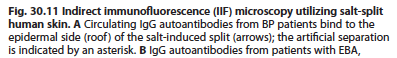 Fig. 30.11 Indirect immunofluorescence (IIF) microscopy utilizing salt-split
human skin. A Circulating IgG autoantibodies from BP patients bind to the
epidermal side (roof) of the salt-induced split (arrows); the artificial separation
is indicated by an asterisk. B IgG autoantibodies from patients with EBA,